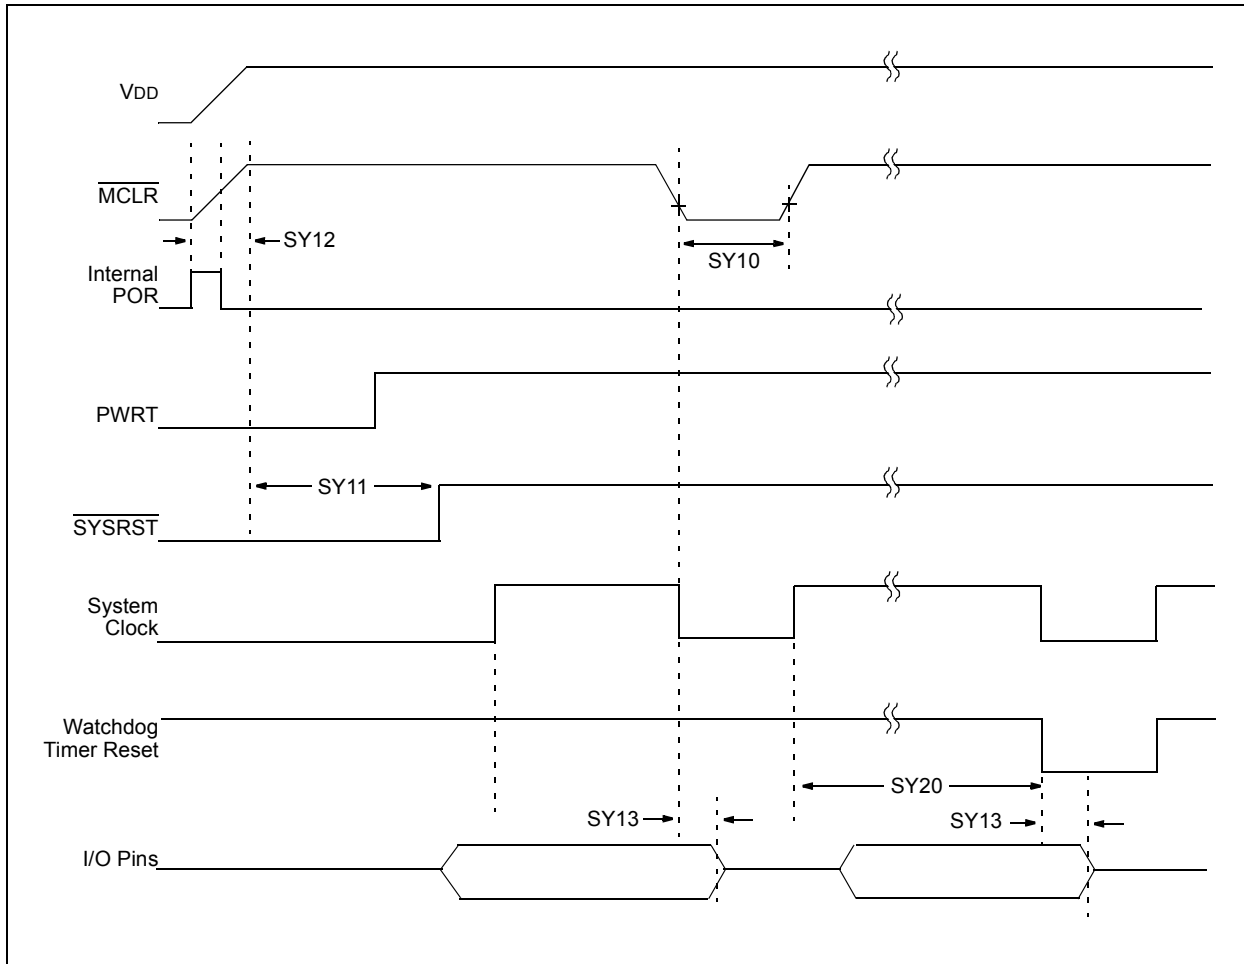 VDD
MCLR
SY12
SY10
Internal
POR
PWRT
SY11
SYSRST
System
Clock
Watchdog
Timer Reset
SY20
SY13
SY13
I/O Pins